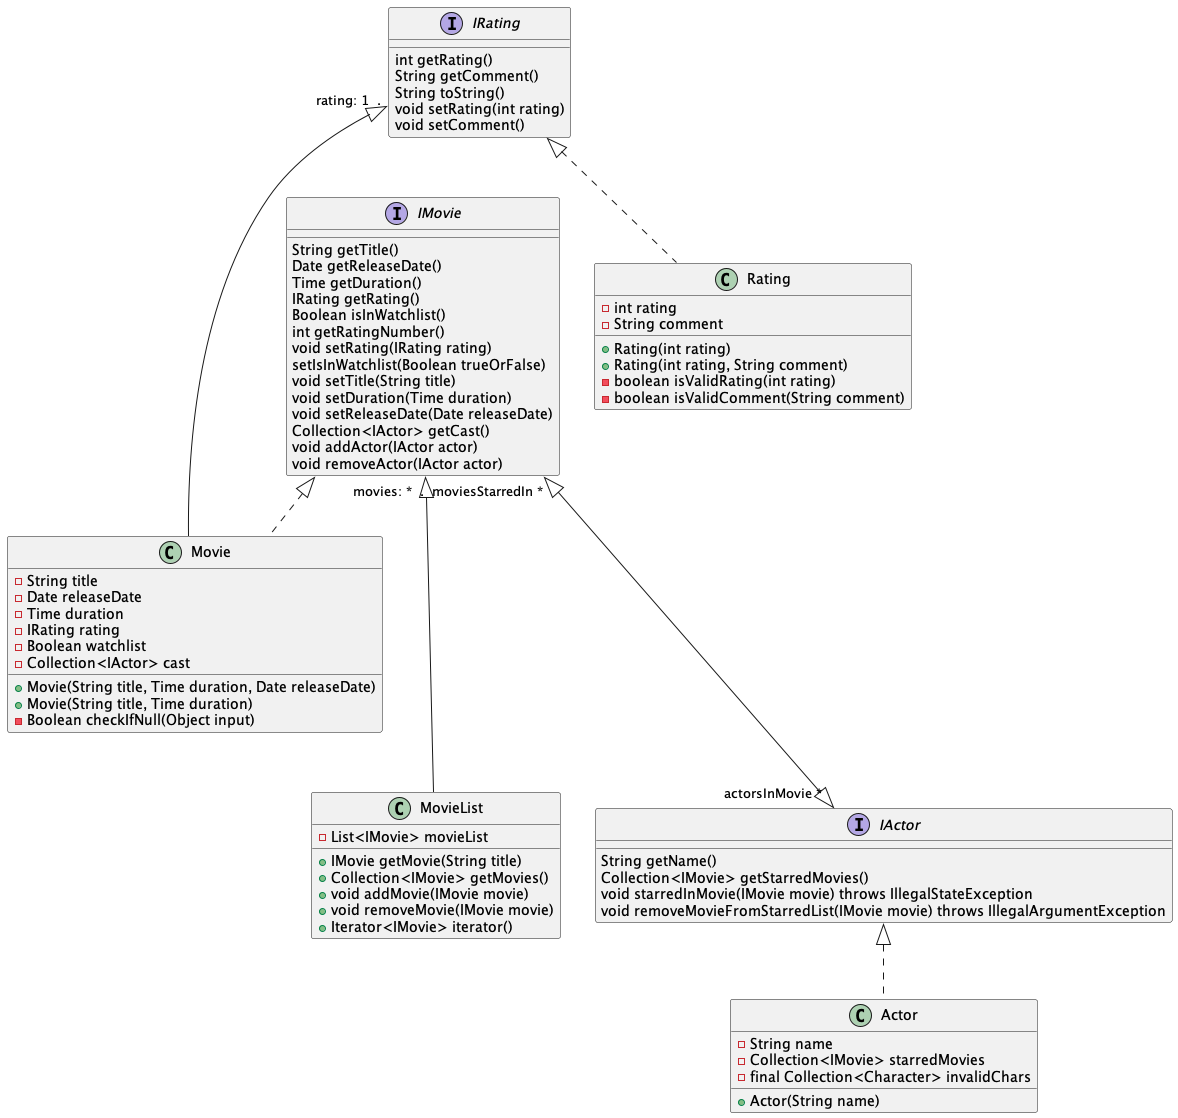 I IRating
int getRating()
String getComment()
String toString()
void setRating(int rating)
void setComment()
rating: 1 .
I IMovie
String getTitle()
Date getReleaseDate()
Time getDuration()
IRating getRating()
Boolean isInWatchlist()
int getRatingNumber()
void setRating(IRating rating)
setIsInWatchlist(Boolean trueOrFalse)
void setTitle(String title)
void setDuration(Time duration)
void setReleaseDate(Date releaseDate)
Collection<IActor> getCast()
void addActor(IActor actor)
void removeActor(IActor actor)
C Rating
int rating
String comment
Rating(int rating)
Rating(int rating, String comment)
boolean isValidRating(int rating)
boolean isValidComment(String comment)
movies: * . moviesStarredIn *
C Movie
String title
Date releaseDate
Time duration
IRating rating
Boolean watchlist
Collection<IActor> cast
Movie(String title, Time duration, Date releaseDate)
Movie(String title, Time duration)
Boolean checkIfNull(Object input)
C MovieList
List<IMovie> movieList
IMovie getMovie(String title)
Collection<IMovie> getMovies()
void addMovie(IMovie movie)
void removeMovie(IMovie movie)
Iterator<IMovie> iterator()
actorsInMovie *
I IActor
String getName()
Collection<IMovie> getStarredMovies()
void starredInMovie(IMovie movie) throws IllegalStateException
void removeMovieFromStarredList(IMovie movie) throws IllegalArgumentException
C Actor
String name
Collection<IMovie> starredMovies
final Collection<Character> invalidChars
Actor(String name)